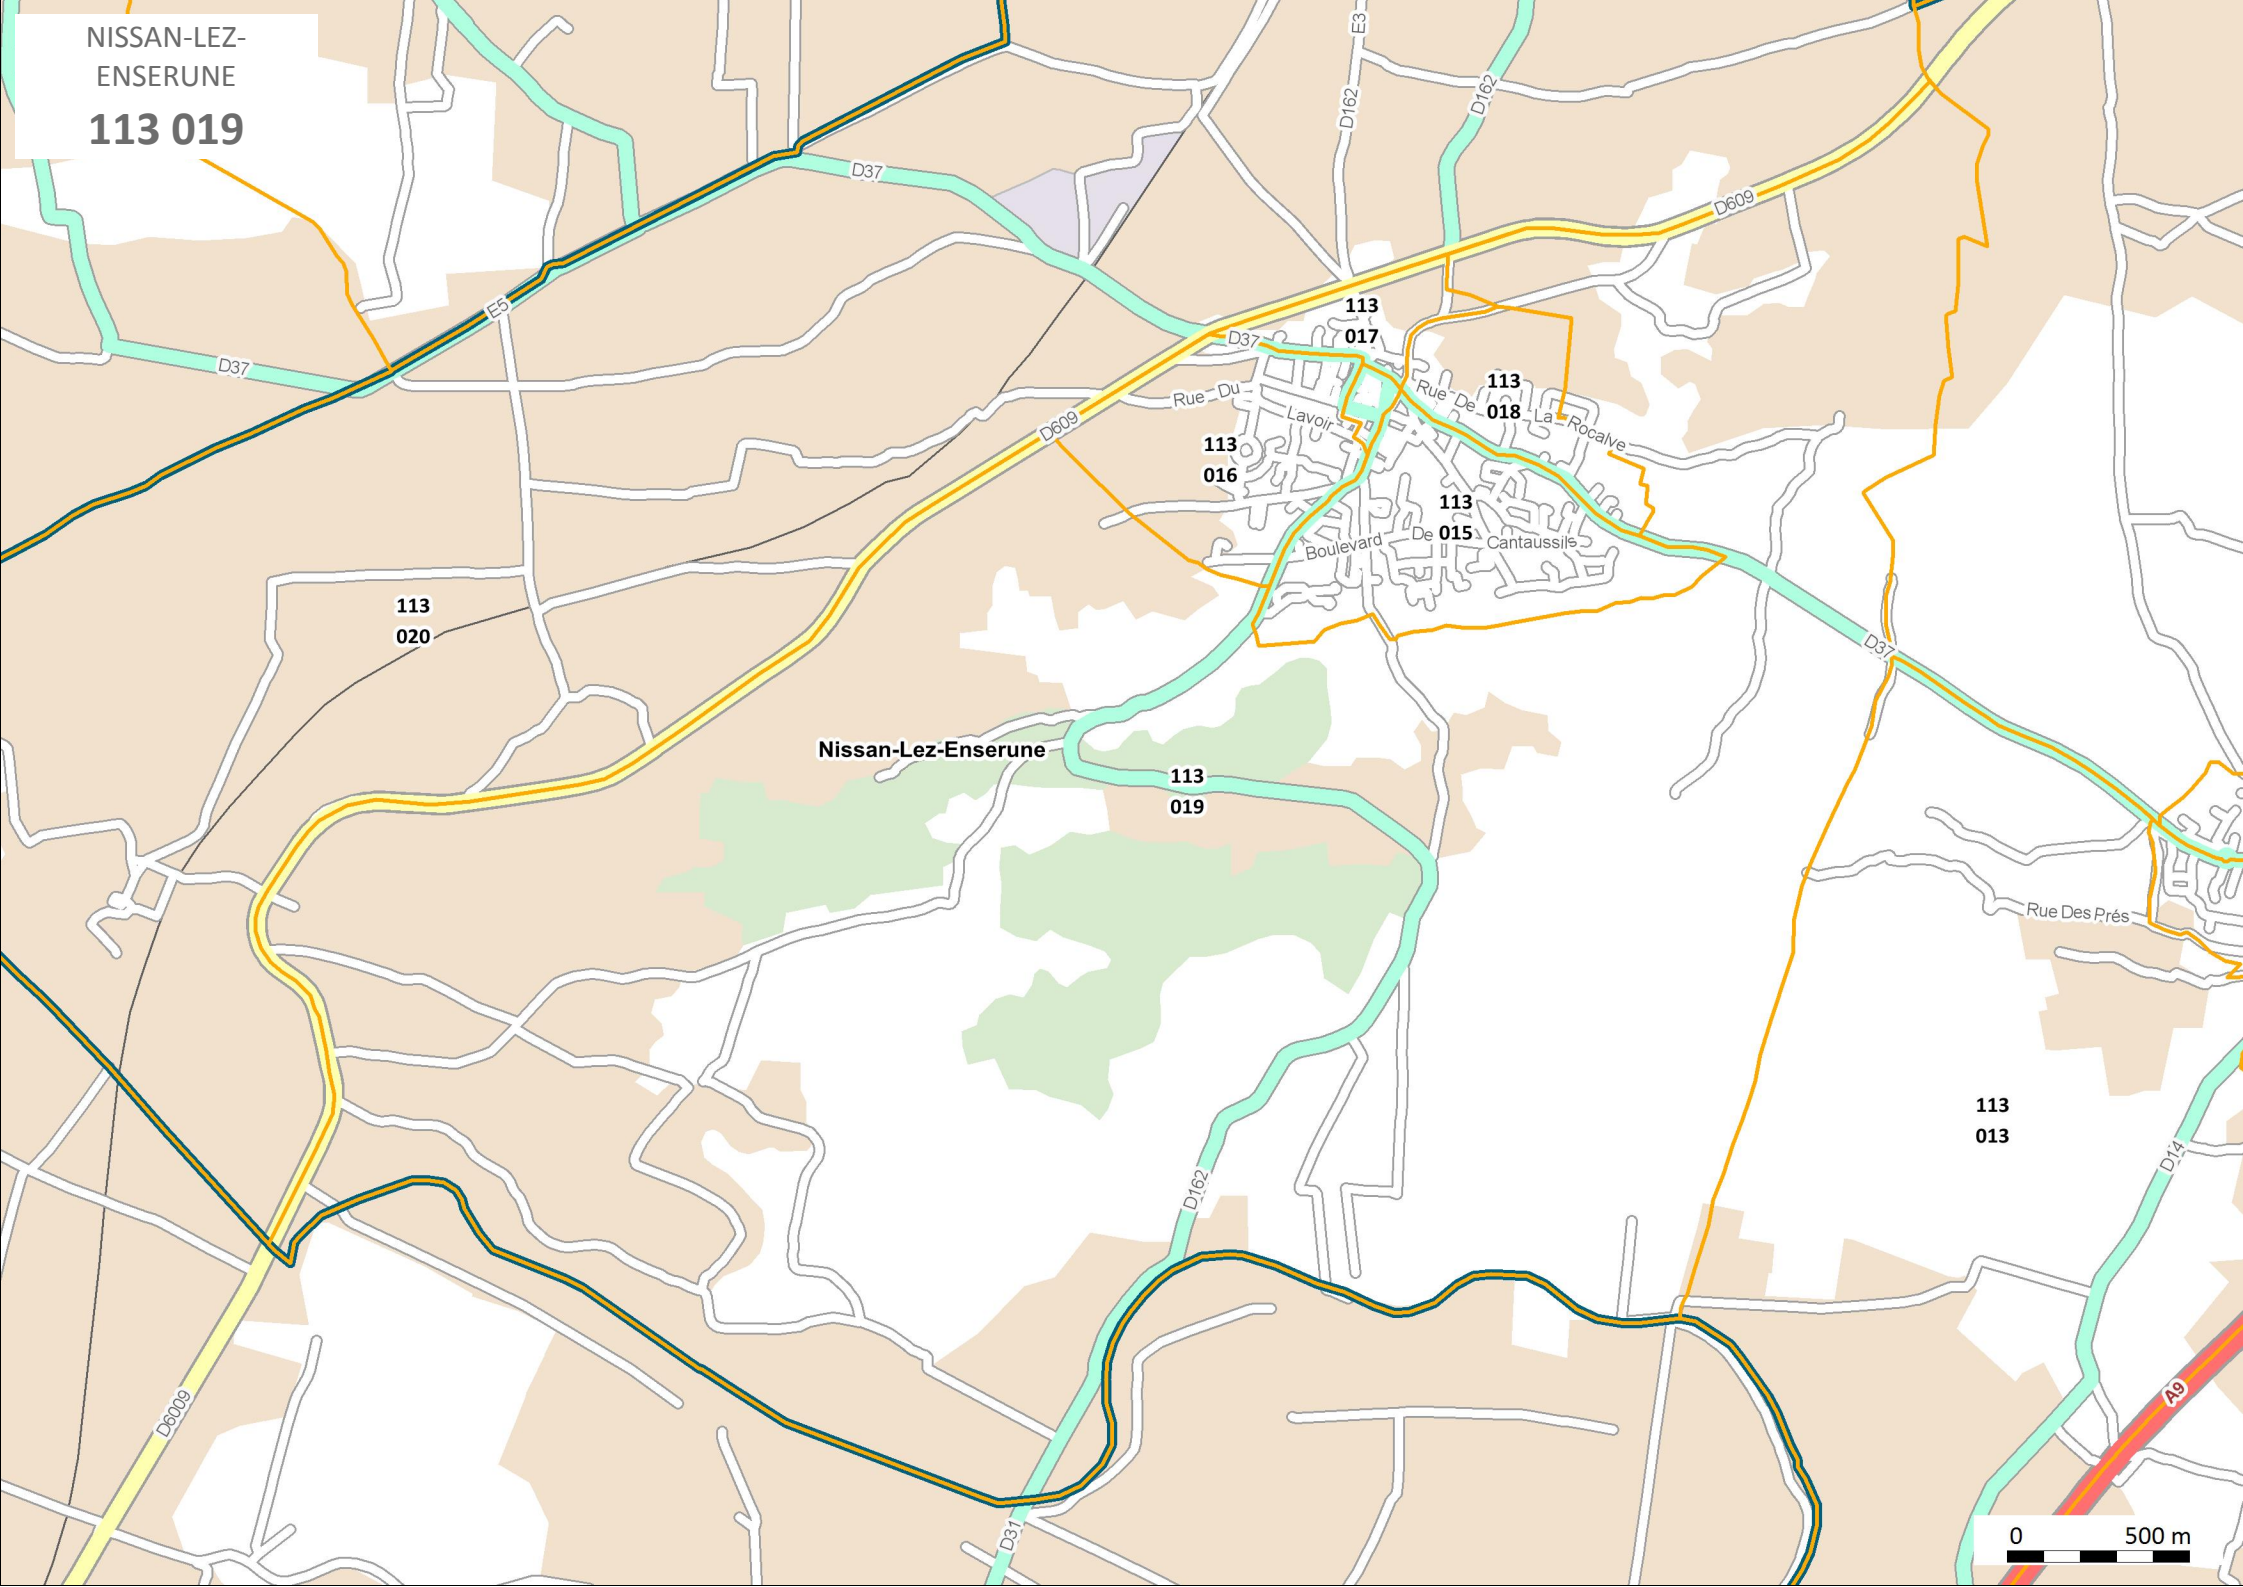 NISSAN-LEZ-
ENSERUNE
113 019
E3
D162
D162
D37
D609
E5
D37
113
017
D37
Rue Du
Lavoir
113
018
Rue De La Rocalve
D609
113
016
113
015
Boulevard De Cantaussils
113
020
D37
Nissan-Lez-Enserune
113
019
Rue Des Prés
113
013
D14
D162
D6009
A9
D31
0 500 m